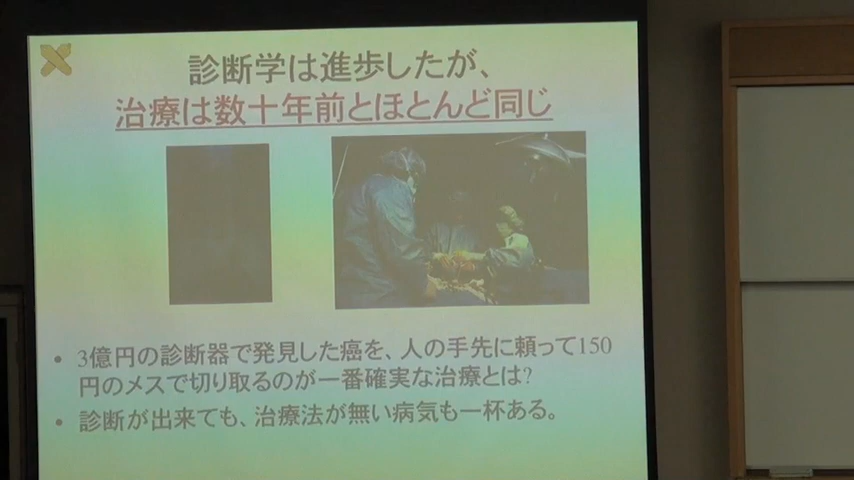 診断学は進歩したが、
治療は数十年前とほとんど同じ
• 3億円の診断器で発見した癌を、人の手先に頼って150
円のメスで切り取るのが一番確実な治療とは?
• 診断が出来ても、治療法が無い病気も一杯ある。